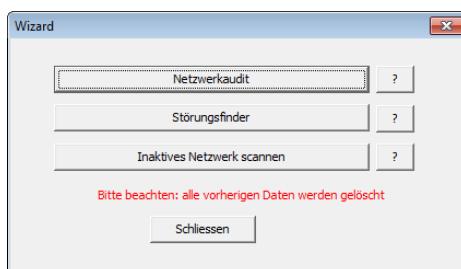 Wizard
Netzwerkaudit ?
Störungsfinder ?
Inaktives Netzwerk scannen ?
Bitte beachten: alle vorherigen Daten werden gelöscht
Schliessen